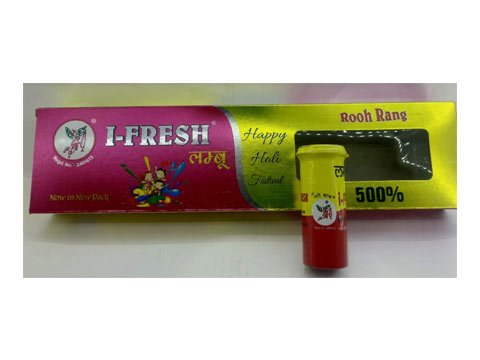 I-FRESH®
लम्बू
Now in New Pack
Happy
Holi
Festival
Rooh Rang
500%